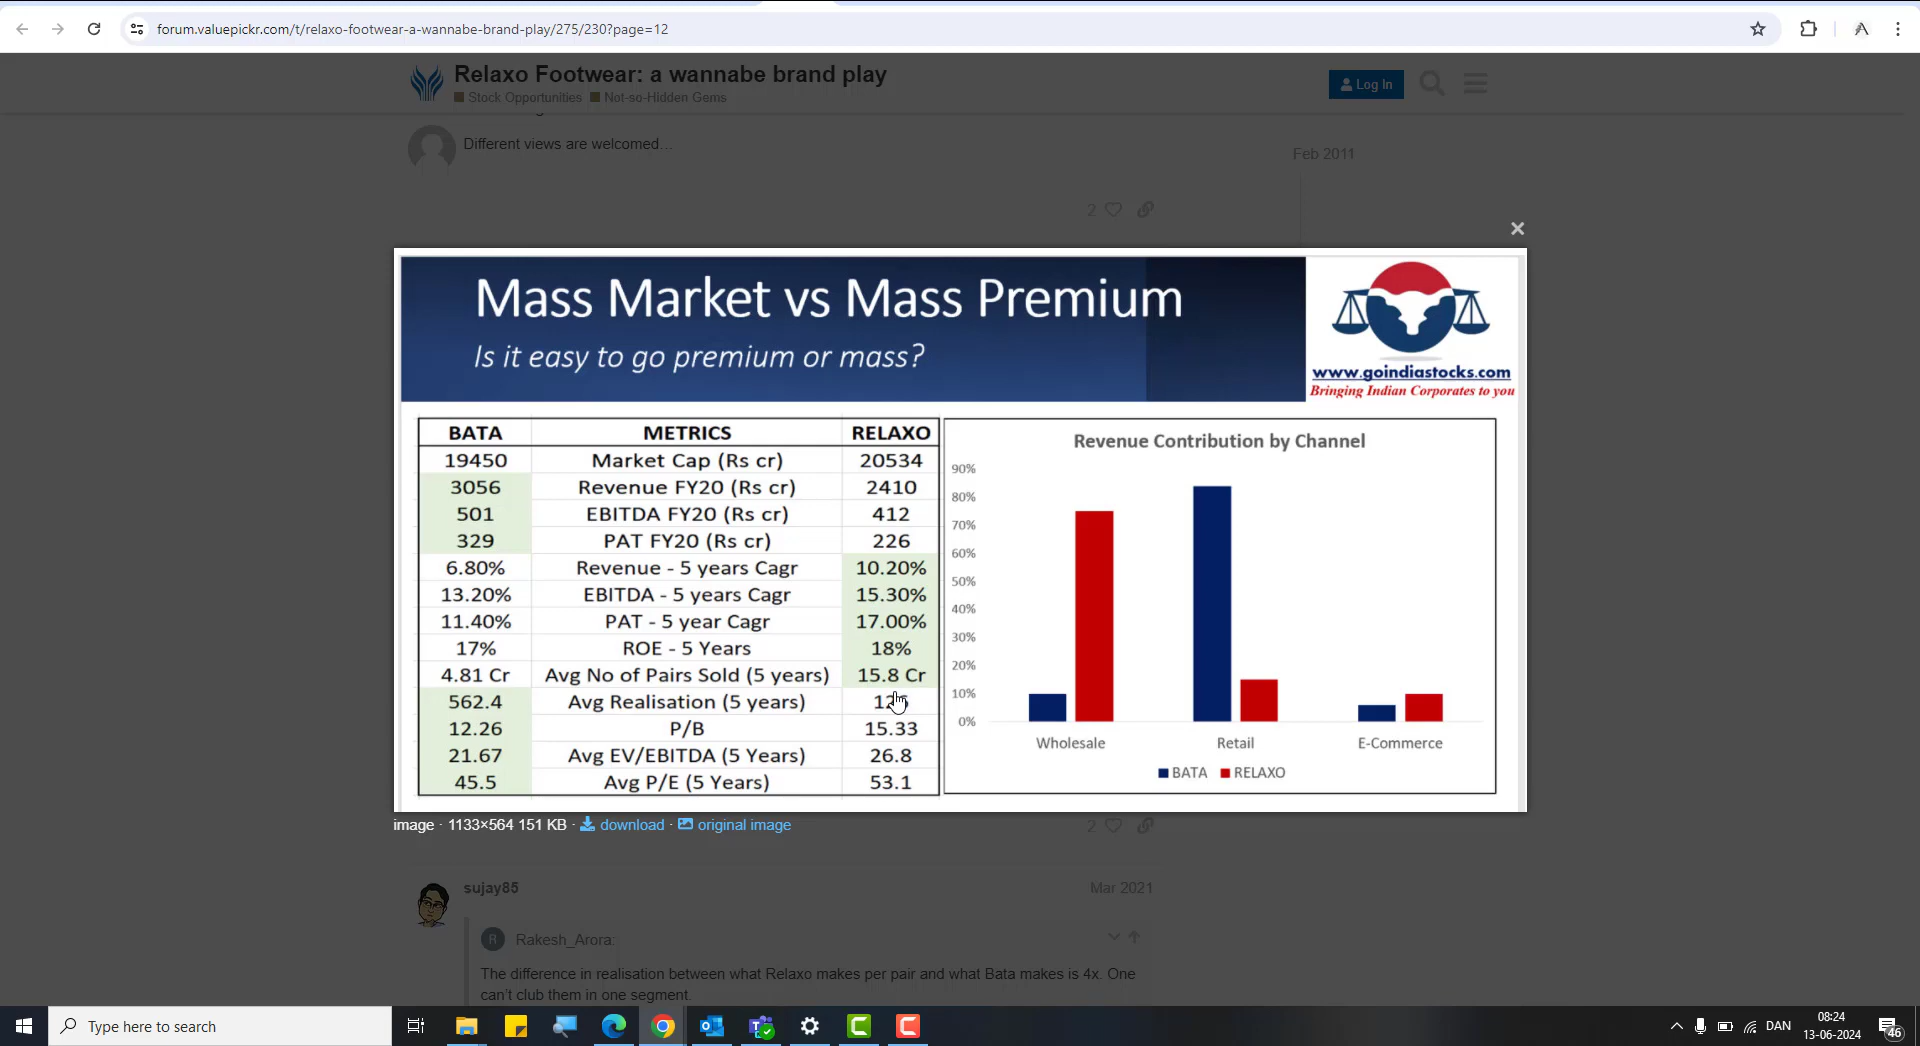 forum.valuepickr.com/t/relaxo-footwear-a-wannabe-brand-play/275/230?page=12
Relaxo Footwear: a wannabe brand play
Stock Opportunities Not-so-Hidden Gems
Log In
Different views are welcomed...
Feb 2011
2
×
Mass Market vs Mass Premium
Is it easy to go premium or mass?
www.goindiastocks.com
Bringing Indian Corporates to you
BATA METRICS RELAXO
19450 Market Cap (Rs cr) 20534
3056 Revenue FY20 (Rs cr) 2410
501 EBITDA FY20 (Rs cr) 412
329 PAT FY20 (Rs cr) 226
6.80% Revenue - 5 years Cagr 10.20%
13.20% EBITDA - 5 years Cagr 15.30%
11.40% PAT - 5 year Cagr 17.00%
17% ROE - 5 Years 18%
4.81 Cr Avg No of Pairs Sold (5 years) 15.8 Cr
562.4 Avg Realisation (5 years)
12.26 P/B 15.33
21.67 Avg EV/EBITDA (5 Years) 26.8
45.5 Avg P/E (5 Years) 53.1
Revenue Contribution by Channel
90%
80%
70%
60%
50%
40%
30%
20%
10%
0%
Wholesale Retail E-Commerce
BATA RELAXO
image · 1133×564 151 KB · download · original image
2
sujay85 Mar 2021
R Rakesh_Arora:
The difference in realisation between what Relaxo makes per pair and what Bata makes is 4x. One
can't club them in one segment.
Type here to search
DAN
08:24
13-06-2024
46